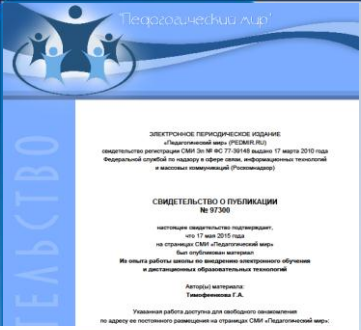 "Педагогический мир"
ЭЛЕКТРОННОЕ ПЕРИОДИЧЕСКОЕ ИЗДАНИЕ
«Педагогический мир» (PEDMIR.RU)
свидетельство регистрации СМИ Эл № ФС 77-39148 выдано 17 марта 2010 года
Федеральной службой по надзору в сфере связи, информационных технологий
и массовых коммуникаций (Роскомнадзор)
СВИДЕТЕЛЬСТВО О ПУБЛИКАЦИИ
№ 97300
настоящим свидетельство подтверждает,
что 17 мая 2015 года
на страницах СМИ «Педагогический мир»
был опубликован материал
Из опыта работы школы по внедрению электронного обучения
и дистанционных образовательных технологий
Автор(ы) материала:
Тимофеенкова Г.А.
Указанная работа доступна для свободного ознакомления
по адресу ее постоянного размещения на страницах СМИ «Педагогический мир»:
ТЕЛЬСТВО